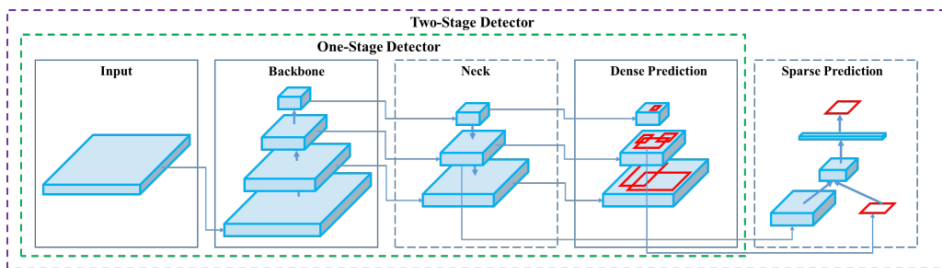 Two-Stage Detector
One-Stage Detector
Input
Backbone
Neck
Dense Prediction
Sparse Prediction